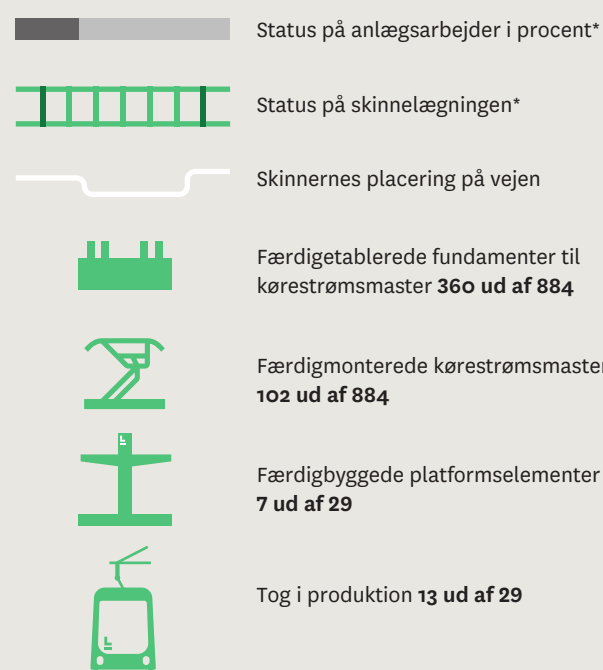 Status på anlægsarbejder i procent*
Status på skinnelægningen*
Skinnernes placering på vejen
Færdigetablerede fundamenter til
kørestrømsmaster 360 ud af 884
Færdigmonterede kørestrømsmaster
102 ud af 884
Færdigbyggede platformselementer
7 ud af 29
Tog i produktion 13 ud af 29